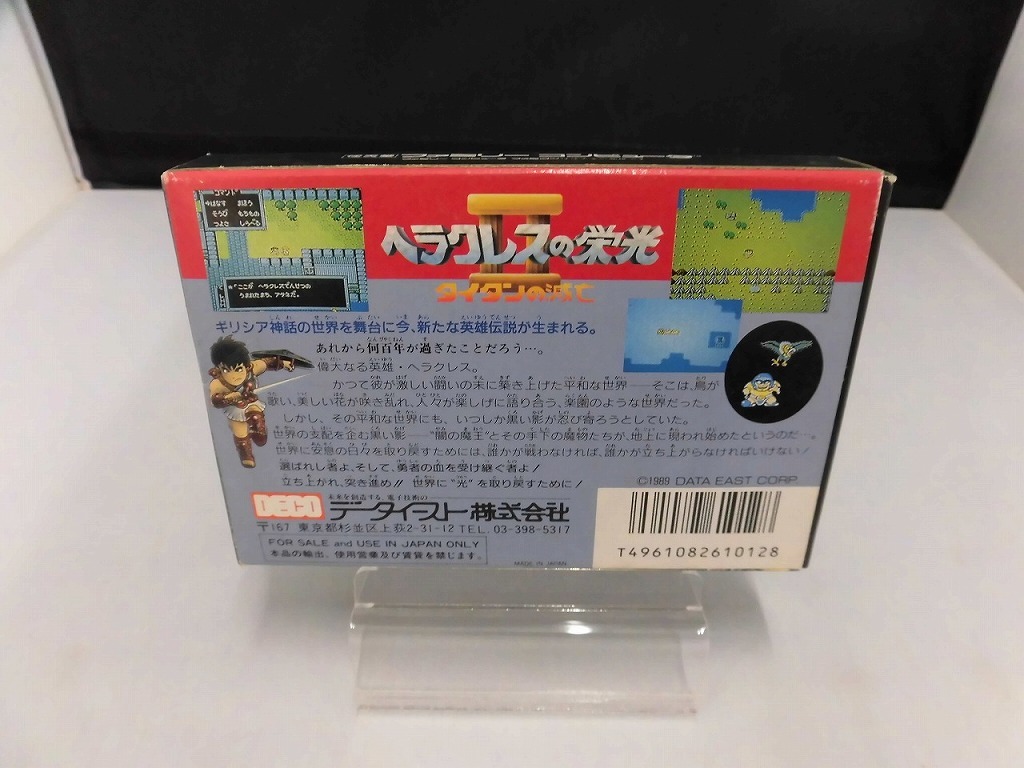 コマンド
はなす おほう
そうび もちもの
つよさ しらべる
ここが ヘラクレスでんせつの
うまれたまち、アテネだ。
II
ヘラクレスの栄光
タイタンの滅亡
ギリシア神話の世界を舞台に今、新たな英雄伝説が生まれる。
あれから何百年が過ぎたことだろう…。
偉大なる英雄・ヘラクレス。
かつて彼が激しい闘いの末に築き上げた平和な世界――そこは、鳥が
歌い、美しい花が咲き乱れ、人々が楽しげに語り合う、楽園のような世界だった。
しかし、その平和な世界にも、いつしか黒い影が忍び寄ろうとしていた。
世界の支配を企む黒い影――“闇の魔王”とその手下の魔物たちが、地上に現われ始めたというのだ…。
世界に安息の日々を取り戻すためには、誰かが戦わなければ、誰かが立ち上がらなければいけない！
選ばれし者よ、そして、勇者の血を受け継ぐ者よ！
立ち上がれ、突き進め!! 世界に“光”を取り戻すために！
©1989 DATA EAST CORP.
未来を創造する、電子技術の
DECO データイースト株式会社
〒167 東京都杉並区上荻2-31-12 TEL. 03-398-5317
FOR SALE and USE IN JAPAN ONLY
本品の輸出、使用営業及び賃貸を禁じます。
MADE IN JAPAN
T4961082610128